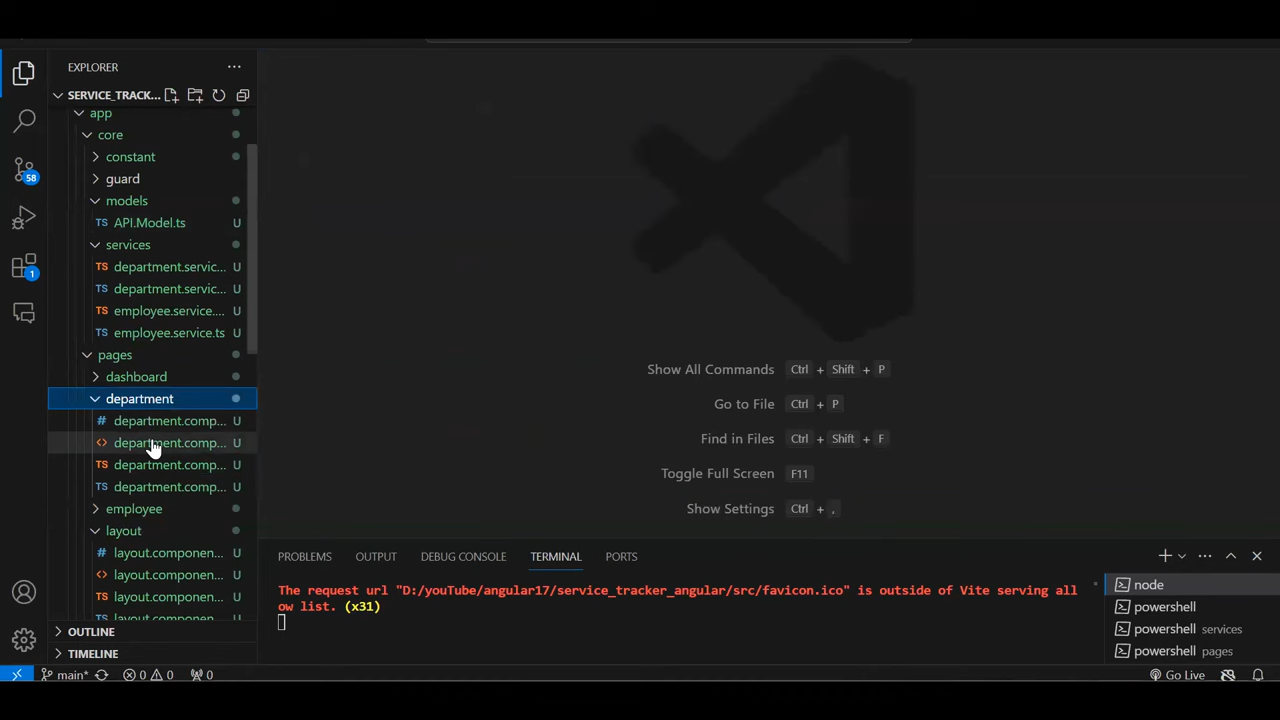 EXPLORER
SERVICE_TRACK...
app
core
constant
guard
models
TS API.Model.ts U
services
TS department.servic... U
TS department.servic... U
TS employee.service.... U
TS employee.service.ts U
pages
dashboard
department
# department.comp... U
<> department.comp... U
TS department.comp... U
TS department.comp... U
employee
layout
# layout.componen... U
<> layout.componen... U
TS layout.componen... U
TS layout.componen... U
OUTLINE
TIMELINE
58
1
Show All Commands Ctrl + Shift + P
Go to File Ctrl + P
Find in Files Ctrl + Shift + F
Toggle Full Screen F11
Show Settings Ctrl + ,
PROBLEMS OUTPUT DEBUG CONSOLE TERMINAL PORTS
The request url "D:/youTube/angular17/service_tracker_angular/src/favicon.ico" is outside of Vite serving all
ow list. (x31)
node
powershell
powershell services
powershell pages
main* 0 0 0 Go Live